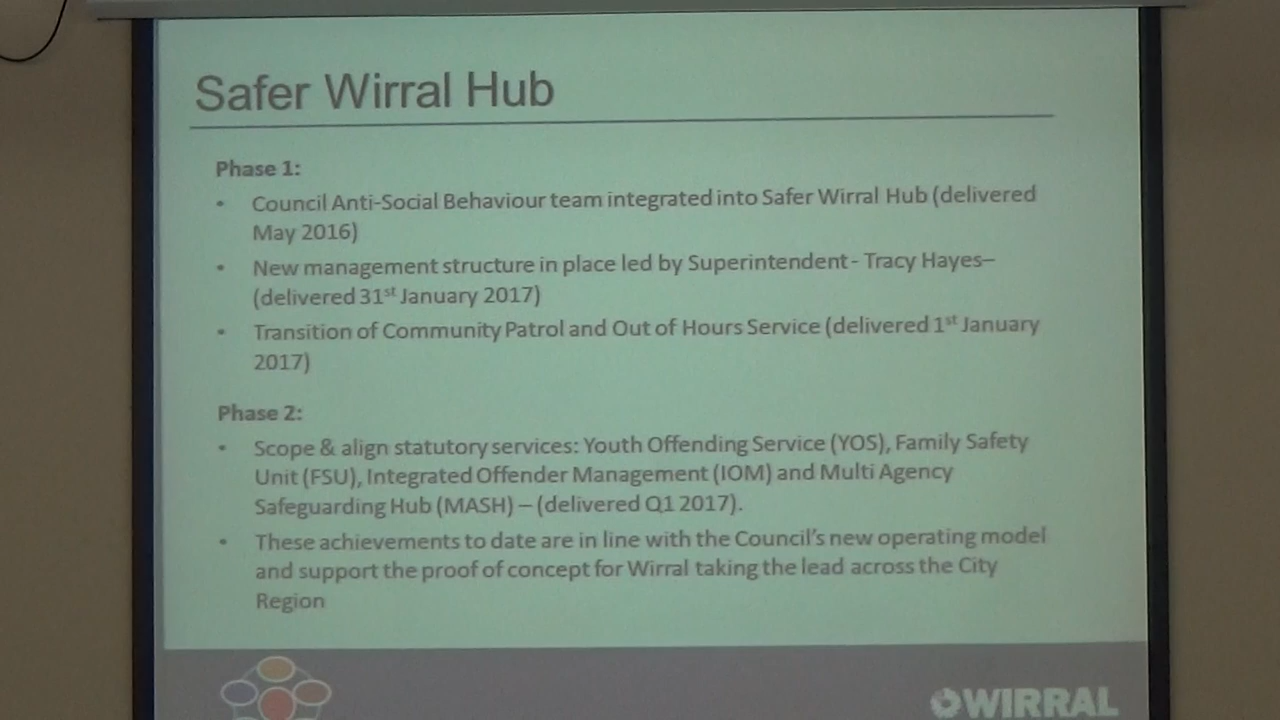 Safer Wirral Hub
Phase 1:
• Council Anti-Social Behaviour team integrated into Safer Wirral Hub (delivered
May 2016)
• New management structure in place led by Superintendent - Tracy Hayes–
(delivered 31st January 2017)
• Transition of Community Patrol and Out of Hours Service (delivered 1st January
2017)
Phase 2:
• Scope & align statutory services: Youth Offending Service (YOS), Family Safety
Unit (FSU), Integrated Offender Management (IOM) and Multi Agency
Safeguarding Hub (MASH) – (delivered Q1 2017).
• These achievements to date are in line with the Council's new operating model
and support the proof of concept for Wirral taking the lead across the City
Region
WIRRAL